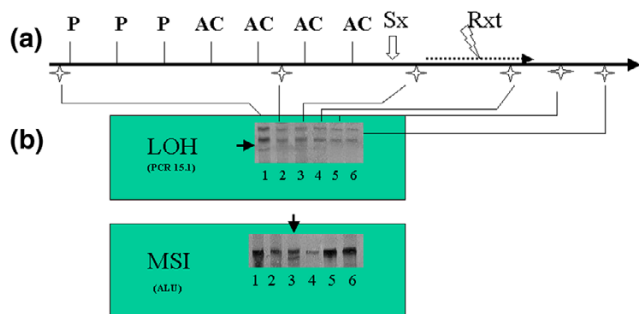 P P P AC AC AC AC Sx Rxt
(a)
(b)
LOH
(PCR 15.1)
1 2 3 4 5 6
MSI
(ALU)
1 2 3 4 5 6